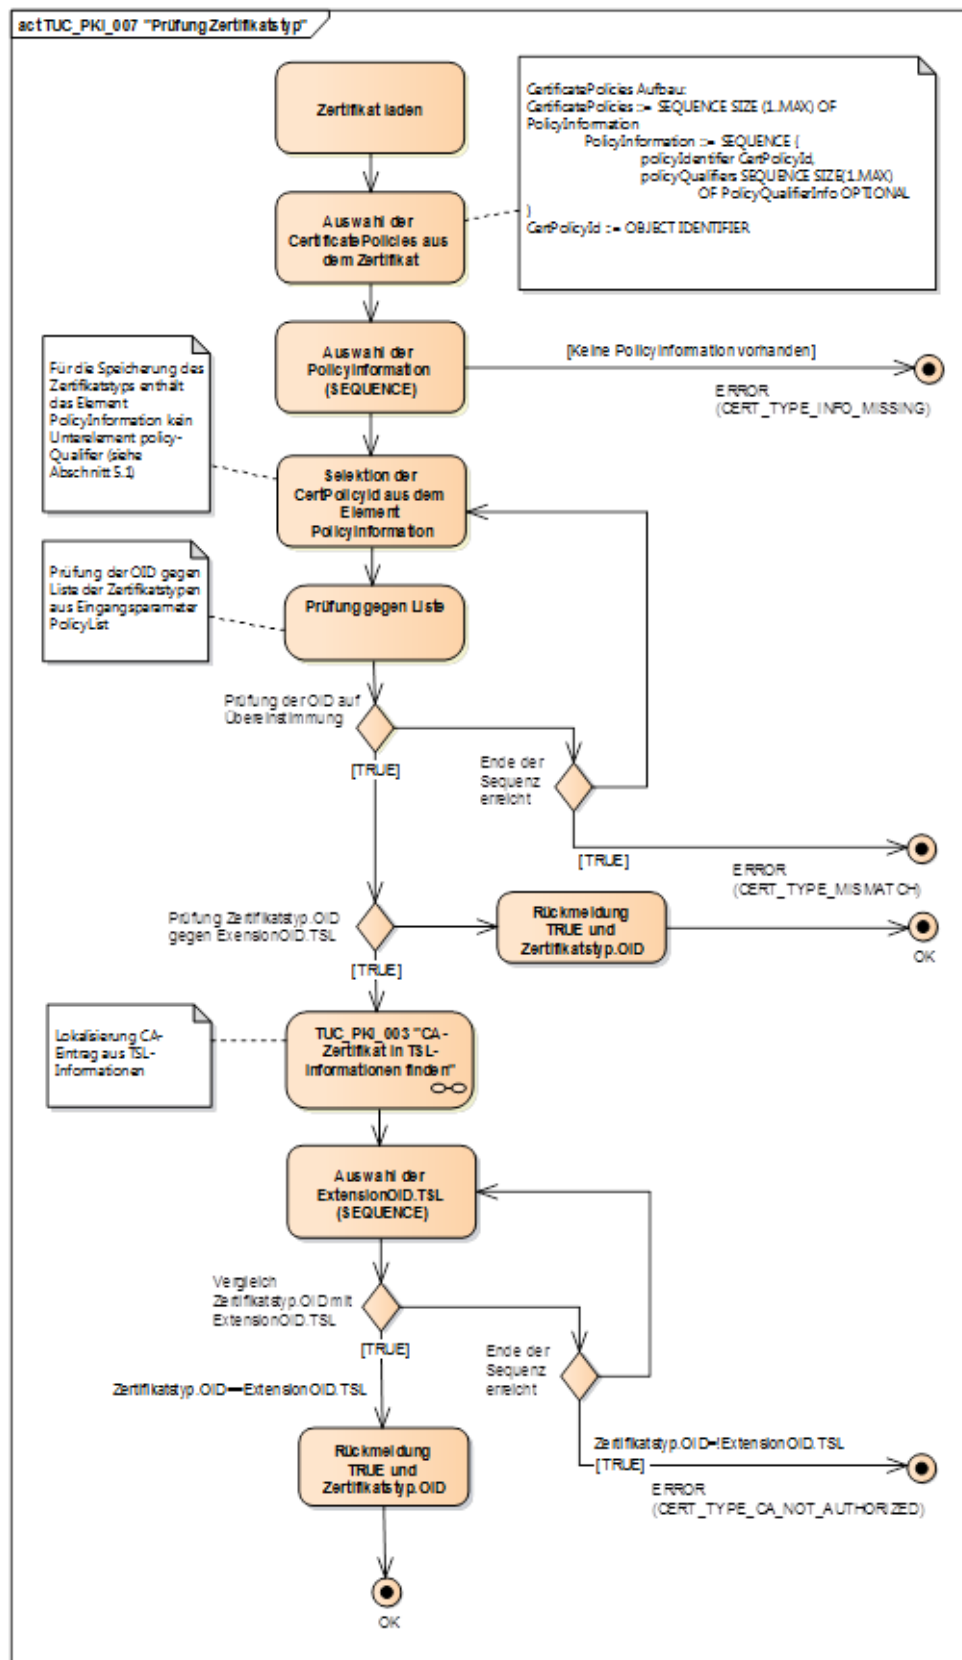 act TUC_PKI_007 "Prüfung Zertifikatstyp"
Zertifikat laden
CertificatePolicies Aufbau:
CertificatePolicies ::= SEQUENCE SIZE (1.MAX) OF
PolicyInformation
PolicyInformation ::= SEQUENCE {
policyIdentifier CertPolicyId,
policyQualifiers SEQUENCE SIZE(1.MAX)
OF PolicyQualifierInfo OPTIONAL
}
CertPolicyId ::= OBJECT IDENTIFIER
Auswahl der
CertificatePolicies aus
dem Zertifikat
Auswahl der
PolicyInformation
(SEQUENCE)
[Keine PolicyInformation vorhanden]
ERROR
(CERT_TYPE_INFO_MISSING)
Für die Speicherung des
Zertifikatstyps enthält
das Element
PolicyInformation kein
Unterelement policy-
Qualifier (siehe
Abschnitt 5.1)
Selektion der
CertPolicyId aus dem
Element
PolicyInformation
Prüfung der OID gegen
Liste der Zertifikatstypen
aus Eingangsparameter
PolicyList
Prüfung gegen Liste
Prüfung der OID auf
Übereinstimmung
[TRUE]
Ende der
Sequenz
erreicht
[TRUE]
ERROR
(CERT_TYPE_MISMATCH)
Prüfung Zertifikatstyp.OID
gegen ExensionOID.TSL
[TRUE]
Rückmeldung
TRUE und
Zertifikatstyp.OID
OK
Lokalisierung CA-
Eintrag aus TSL-
Informationen
TUC_PKI_003 "CA-
Zertifikat in TSL-
Informationen finden"
Auswahl der
ExtensionOID.TSL
(SEQUENCE)
Vergleich
Zertifikatstyp.OID mit
ExtensionOID.TSL
[TRUE]
Ende der
Sequenz
erreicht
Zertifikatstyp.OID==ExtensionOID.TSL
Zertifikatstyp.OID=!ExtensionOID.TSL
[TRUE]
ERROR
(CERT_TYPE_CA_NOT_AUTHORIZED)
Rückmeldung
TRUE und
Zertifikatstyp.OID
OK